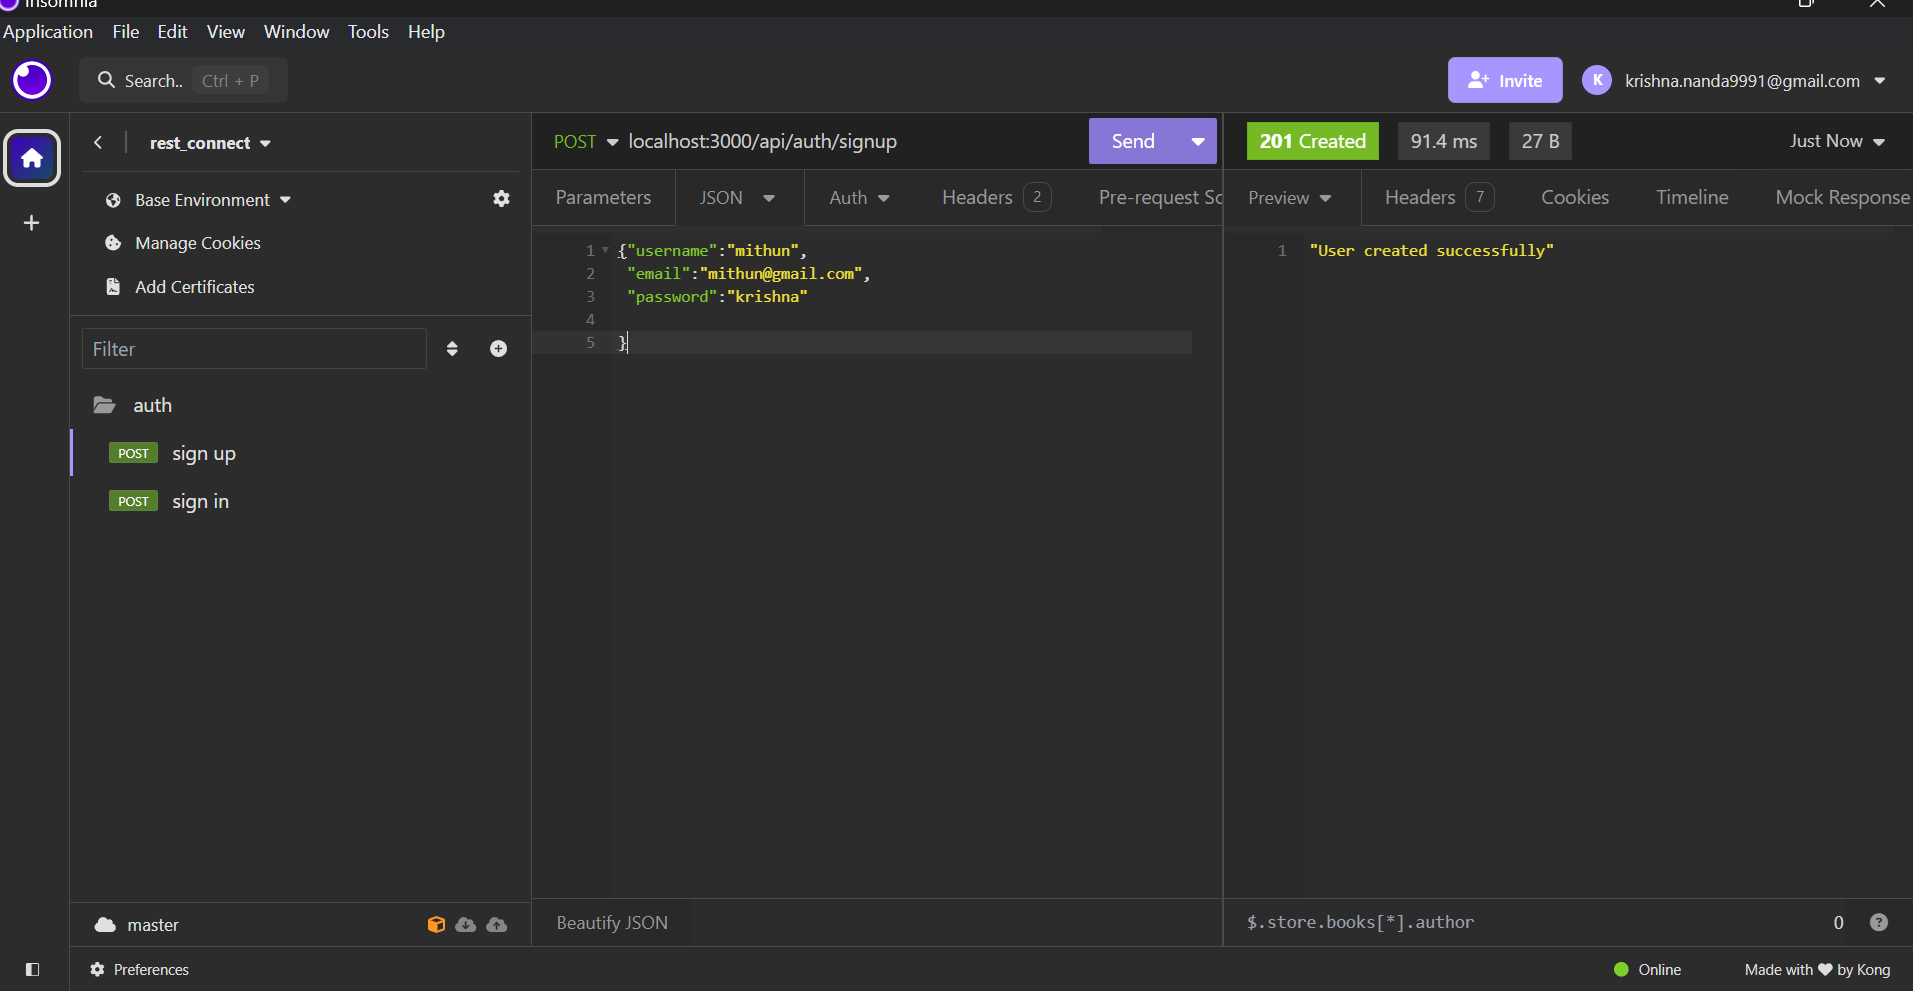 Insomnia
Application File Edit View Window Tools Help
Search.. Ctrl + P
Invite
K krishna.nanda9991@gmail.com
rest_connect
Base Environment
Manage Cookies
Add Certificates
Filter
auth
POST sign up
POST sign in
master
Preferences
POST localhost:3000/api/auth/signup Send
Parameters JSON Auth Headers 2 Pre-request Sc
1 {"username":"mithun",
2 "email":"mithun@gmail.com",
3 "password":"krishna"
4
5 }
Beautify JSON
201 Created 91.4 ms 27 B Just Now
Preview Headers 7 Cookies Timeline Mock Response
1 "User created successfully"
$.store.books[*].author 0 ?
Online Made with ❤ by Kong